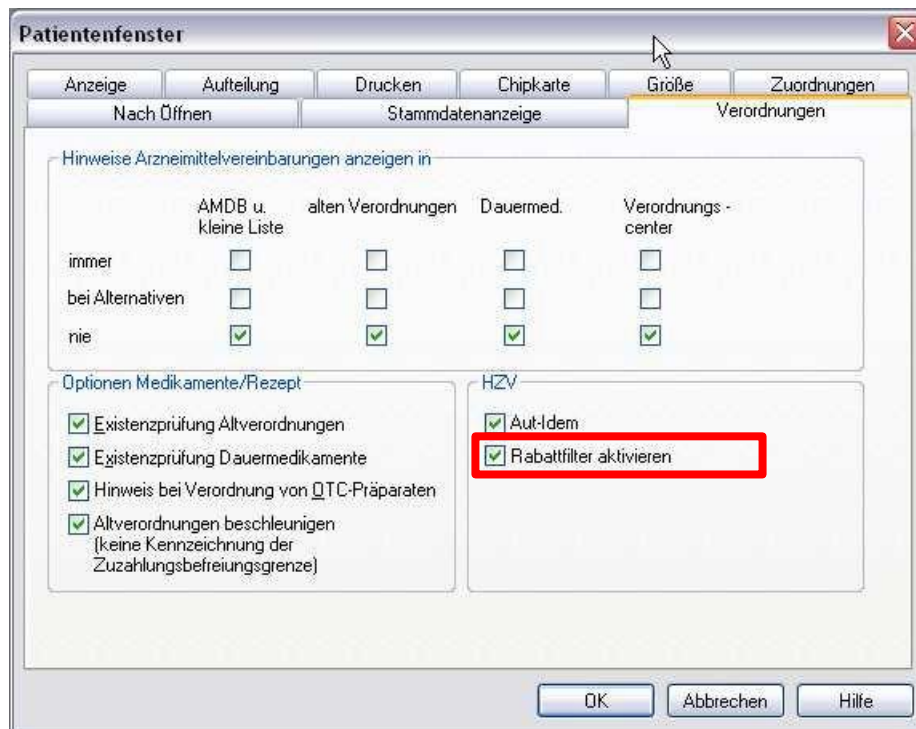 Patientenfenster
Anzeige Aufteilung Drucken Chipkarte Größe Zuordnungen
Nach Öffnen Stammdatenanzeige Verordnungen
Hinweise Arzneimittelvereinbarungen anzeigen in
AMDB u. alten Verordnungen Dauermed. Verordnungs -
kleine Liste center
immer
bei Alternativen
nie
Optionen Medikamente/Rezept
Existenzprüfung Altverordnungen
Existenzprüfung Dauermedikamente
Hinweis bei Verordnung von OTC-Präparaten
Altverordnungen beschleunigen
(keine Kennzeichnung der
Zuzahlungsbefreiungsgrenze)
HZV
Aut-Idem
Rabattfilter aktivieren
OK Abbrechen Hilfe